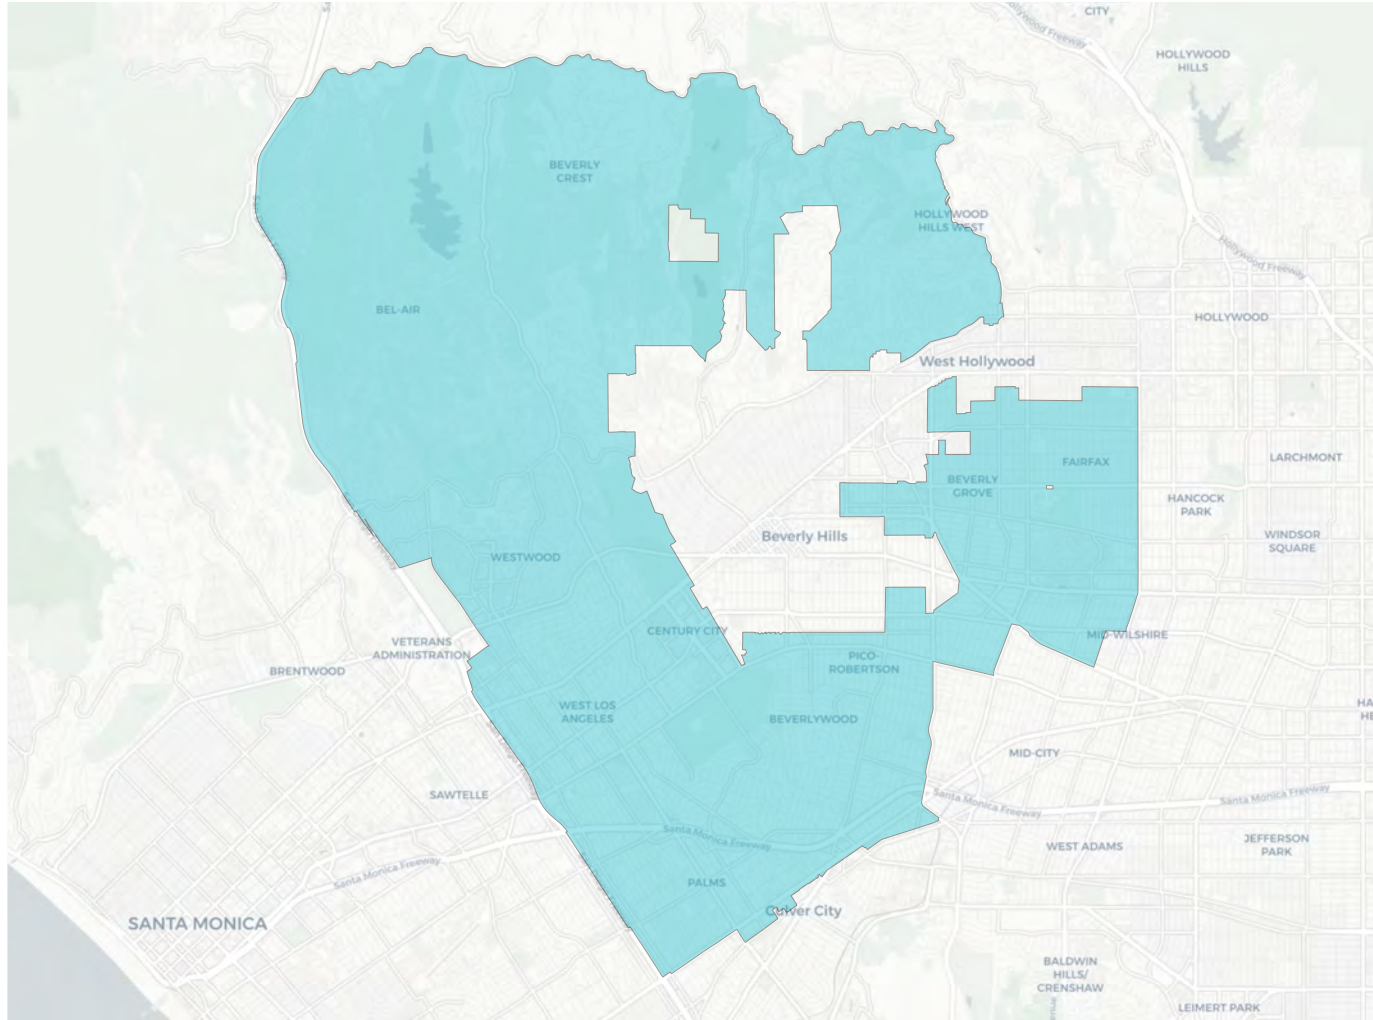 CITY
Hollywood Freeway
HOLLYWOOD
HILLS
BEVERLY
CREST
HOLLYWOOD
HILLS WEST
Hollywood Freeway
BEL-AIR
HOLLYWOOD
West Hollywood
FAIRFAX
LARCHMONT
BEVERLY
GROVE
HANCOCK
PARK
Beverly Hills
WINDSOR
SQUARE
WESTWOOD
CENTURY CITY
MID-WILSHIRE
VETERANS
ADMINISTRATION
PICO-
ROBERTSON
BRENTWOOD
WEST LOS
ANGELES
BEVERLYWOOD
HA
HE
MID-CITY
SAWTELLE
Santa Monica Freeway
Santa Monica Freeway
Santa Monica Freeway
WEST ADAMS
JEFFERSON
PARK
Santa Monica Freeway
PALMS
Culver City
SANTA MONICA
BALDWIN
HILLS/
CRENSHAW
LEIMERT PARK